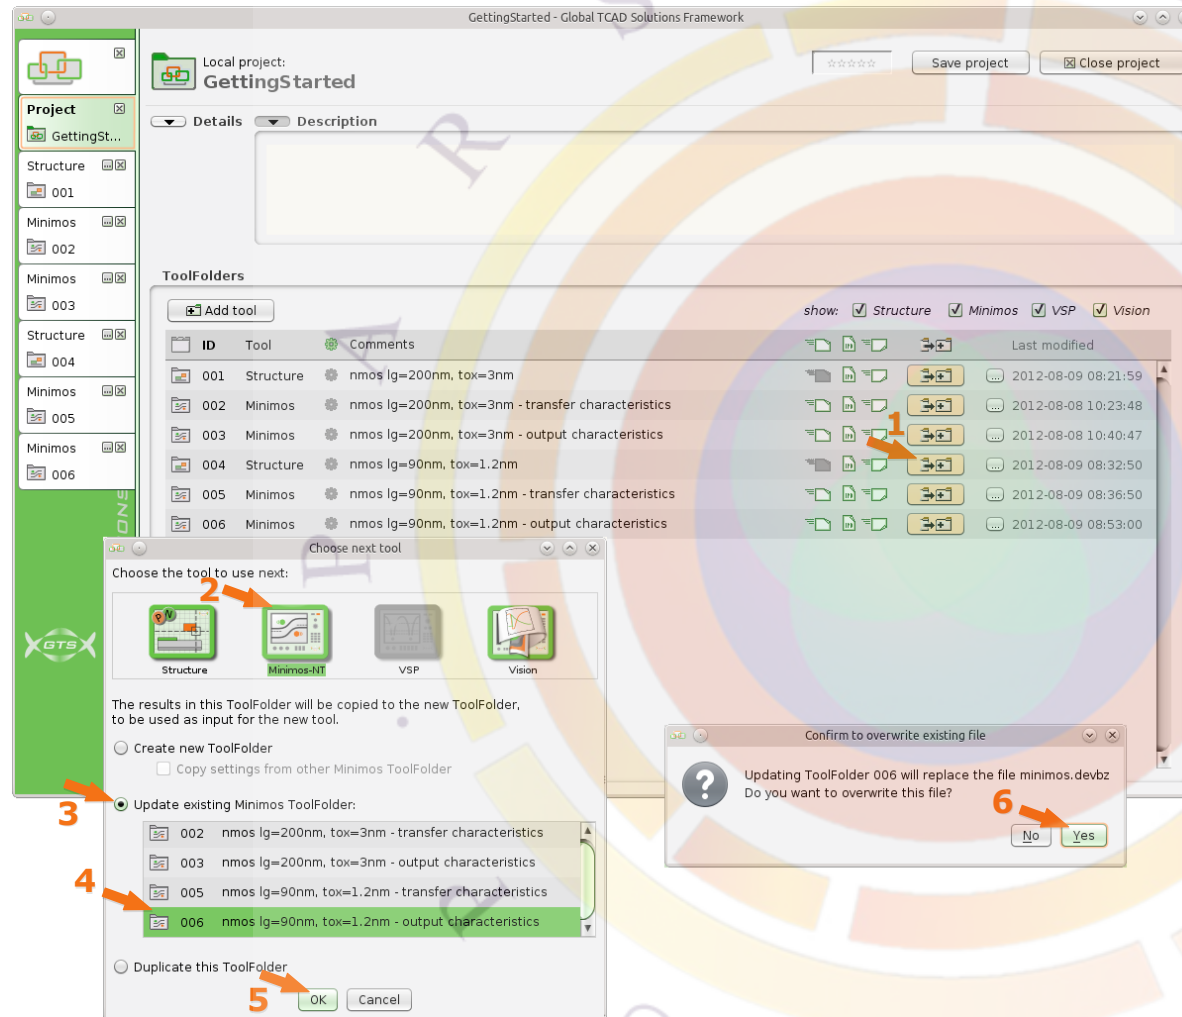 GettingStarted - Global TCAD Solutions Framework
Local project:
GettingStarted
☆☆☆☆☆
Save project
Close project
Project
GettingSt...
Structure
001
Minimos
002
Minimos
003
Structure
004
Minimos
005
Minimos
006
GTS
Details
Description
ToolFolders
Add tool
show: Structure Minimos VSP Vision
ID Tool Comments Last modified
001 Structure nmos lg=200nm, tox=3nm ... 2012-08-09 08:21:59
002 Minimos nmos lg=200nm, tox=3nm - transfer characteristics ... 2012-08-08 10:23:48
003 Minimos nmos lg=200nm, tox=3nm - output characteristics ... 2012-08-08 10:40:47
004 Structure nmos lg=90nm, tox=1.2nm ... 2012-08-09 08:32:50
005 Minimos nmos lg=90nm, tox=1.2nm - transfer characteristics ... 2012-08-09 08:36:50
006 Minimos nmos lg=90nm, tox=1.2nm - output characteristics ... 2012-08-09 08:53:00
1
Choose next tool
Choose the tool to use next:
2
P N
Structure Minimos-NT VSP Vision
The results in this ToolFolder will be copied to the new ToolFolder,
to be used as input for the new tool.
Create new ToolFolder
Copy settings from other Minimos ToolFolder
3
Update existing Minimos ToolFolder:
002 nmos lg=200nm, tox=3nm - transfer characteristics
003 nmos lg=200nm, tox=3nm - output characteristics
4
005 nmos lg=90nm, tox=1.2nm - transfer characteristics
006 nmos lg=90nm, tox=1.2nm - output characteristics
Duplicate this ToolFolder
5
OK Cancel
Confirm to overwrite existing file
Updating ToolFolder 006 will replace the file minimos.devbz
Do you want to overwrite this file?
6
No Yes